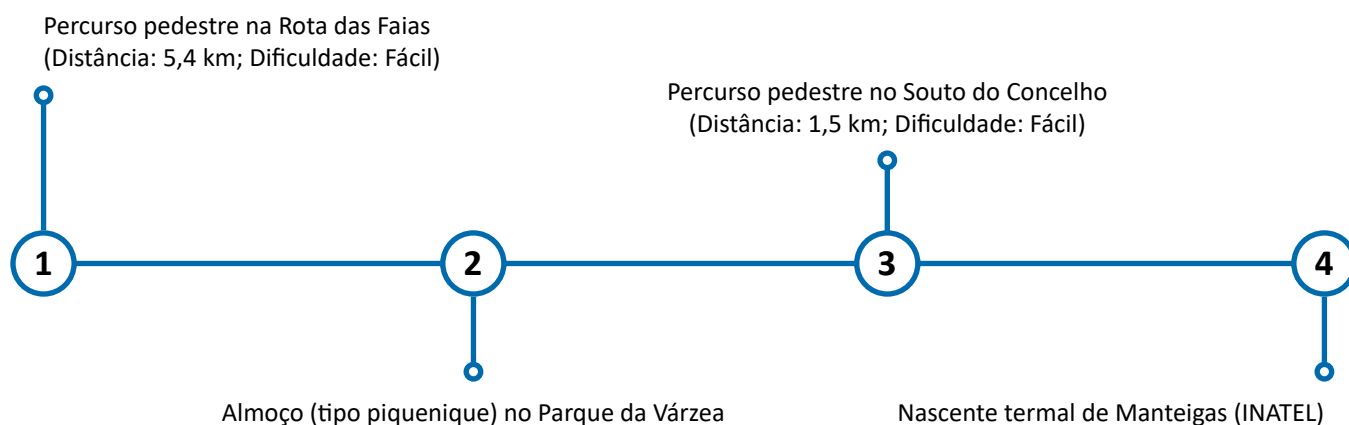 Percurso pedestre na Rota das Faias
(Distância: 5,4 km; Dificuldade: Fácil)
Percurso pedestre no Souto do Concelho
(Distância: 1,5 km; Dificuldade: Fácil)
1
2
3
4
Almoço (tipo piquenique) no Parque da Várzea
Nascente termal de Manteigas (INATEL)